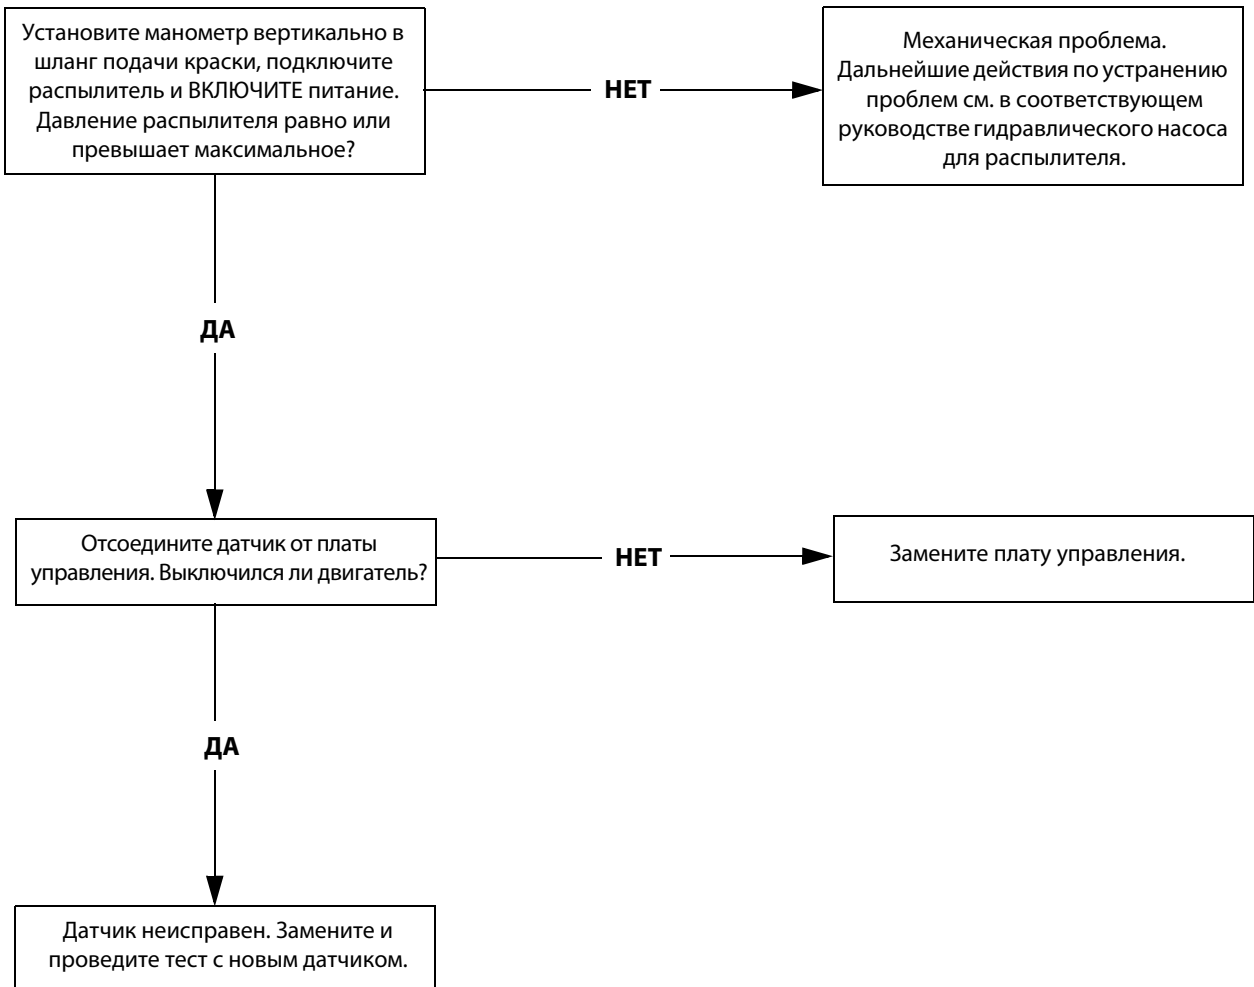 Установите манометр вертикально в
шланг подачи краски, подключите
распылитель и ВКЛЮЧИТЕ питание.
Давление распылителя равно или
превышает максимальное?
НЕТ
Механическая проблема.
Дальнейшие действия по устранению
проблем см. в соответствующем
руководстве гидравлического насоса
для распылителя.
ДА
Отсоедините датчик от платы
управления. Выключился ли двигатель?
НЕТ
Замените плату управления.
ДА
Датчик неисправен. Замените и
проведите тест с новым датчиком.